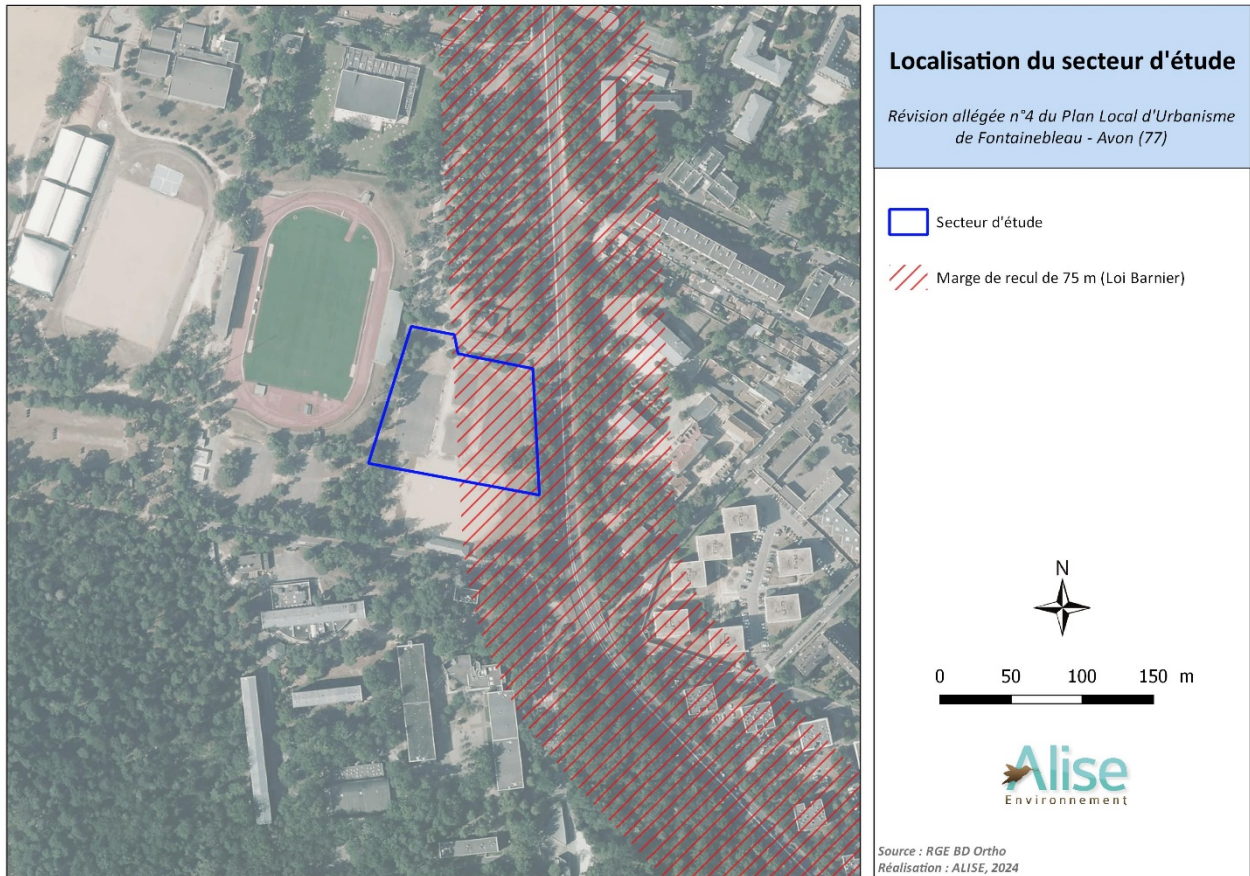 Localisation du secteur d'étude
Révision allégée n°4 du Plan Local d'Urbanisme
de Fontainebleau - Avon (77)
Secteur d'étude
Marge de recul de 75 m (Loi Barnier)
N
0 50 100 150 m
Alise
Environnement
Source : RGE BD Ortho
Réalisation : ALISE, 2024